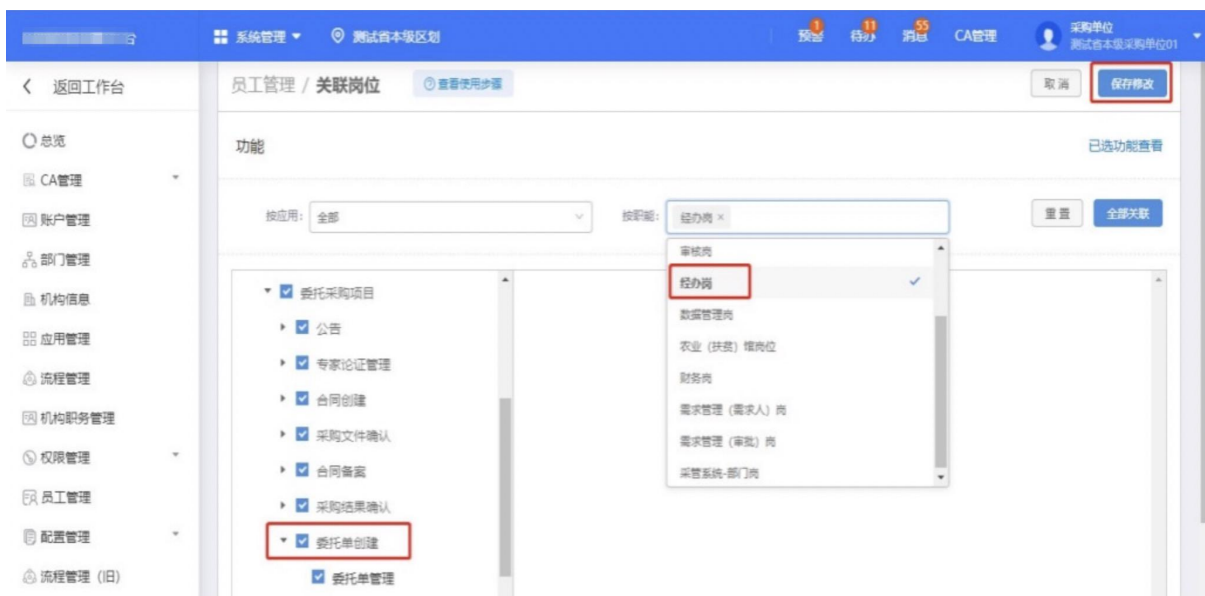 系统管理
测试省本级区划
预警
1
待办
11
消息
55
CA管理
采购单位
测试省本级采购单位01
返回工作台
员工管理 / 关联岗位
查看使用步骤
取消
保存修改
总览
CA管理
账户管理
部门管理
机构信息
应用管理
流程管理
机构职务管理
权限管理
员工管理
配置管理
流程管理（旧）
功能
已选功能查看
按应用：
全部
按职能：
经办岗 ×
重置
全部关联
审核岗
经办岗
数据管理岗
农业（扶贫）馆岗位
财务岗
需求管理（需求人）岗
需求管理（审批）岗
采管系统-部门岗
委托采购项目
公告
专家论证管理
合同创建
采购文件确认
合同备案
采购结果确认
委托单创建
委托单管理